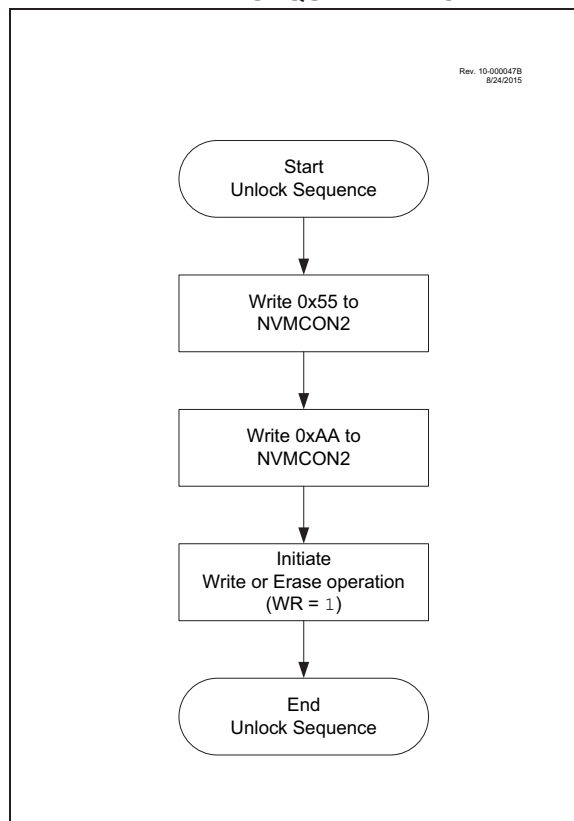 Rev. 10-000047B
8/24/2015
Start
Unlock Sequence
Write 0x55 to
NVMCON2
Write 0xAA to
NVMCON2
Initiate
Write or Erase operation
(WR = 1)
End
Unlock Sequence